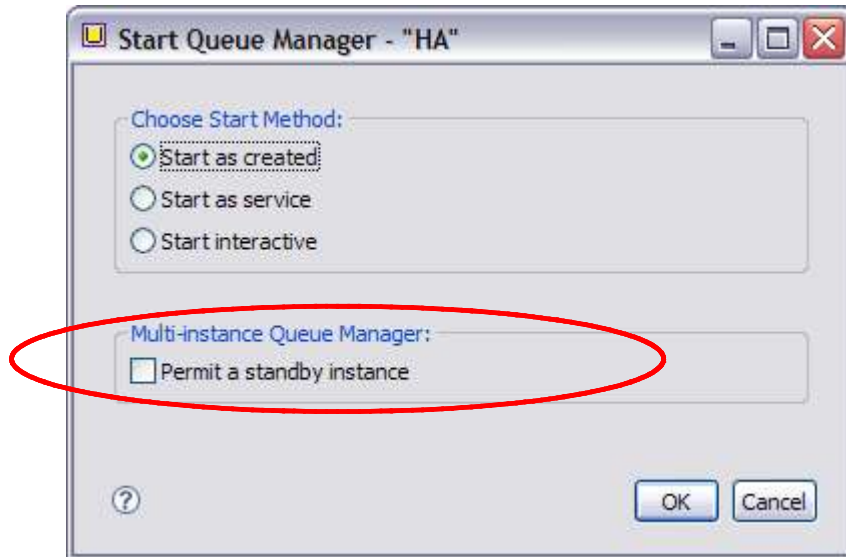 Start Queue Manager - "HA"
Choose Start Method:
Start as created
Start as service
Start interactive
Multi-instance Queue Manager:
Permit a standby instance
?
OK
Cancel